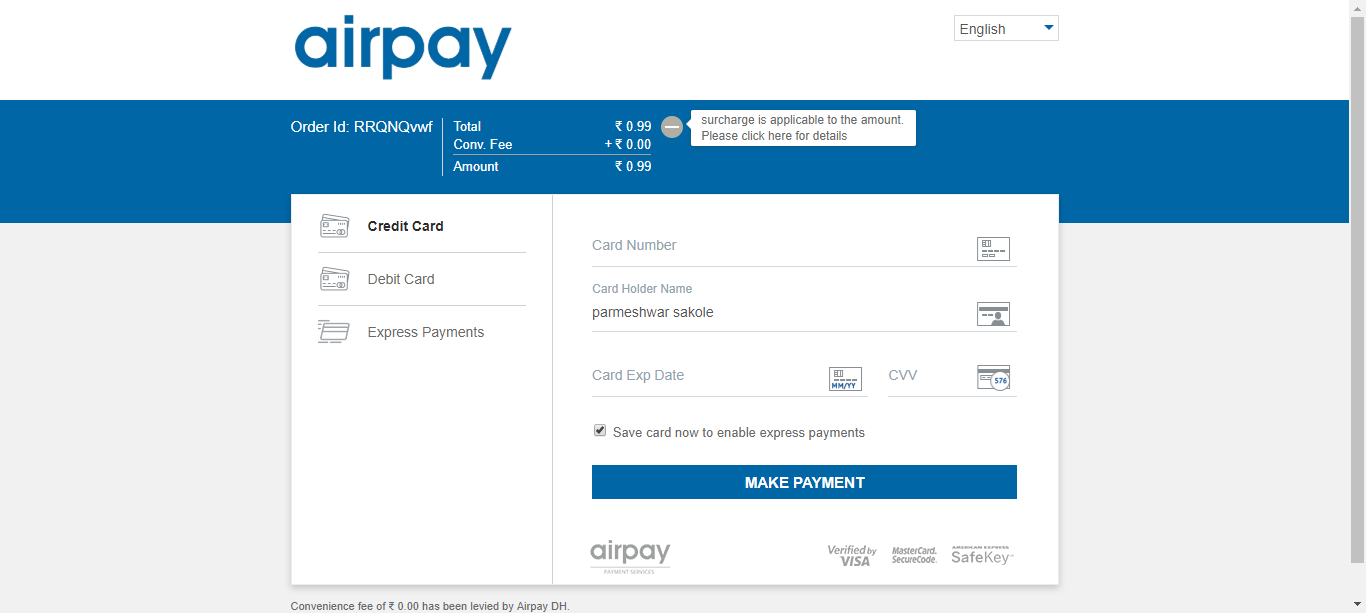 airpay
English
Order Id: RRQNQvwf
Total ₹ 0.99
Conv. Fee + ₹ 0.00
Amount ₹ 0.99
surcharge is applicable to the amount.
Please click here for details
Credit Card
Debit Card
Express Payments
Card Number
Card Holder Name
parmeshwar sakole
Card Exp Date
MM/YY
CVV
576
Save card now to enable express payments
MAKE PAYMENT
airpay
PAYMENT SERVICES
Verified by
VISA
MasterCard.
SecureCode.
AMERICAN EXPRESS
SafeKey
Convenience fee of ₹ 0.00 has been levied by Airpay DH.